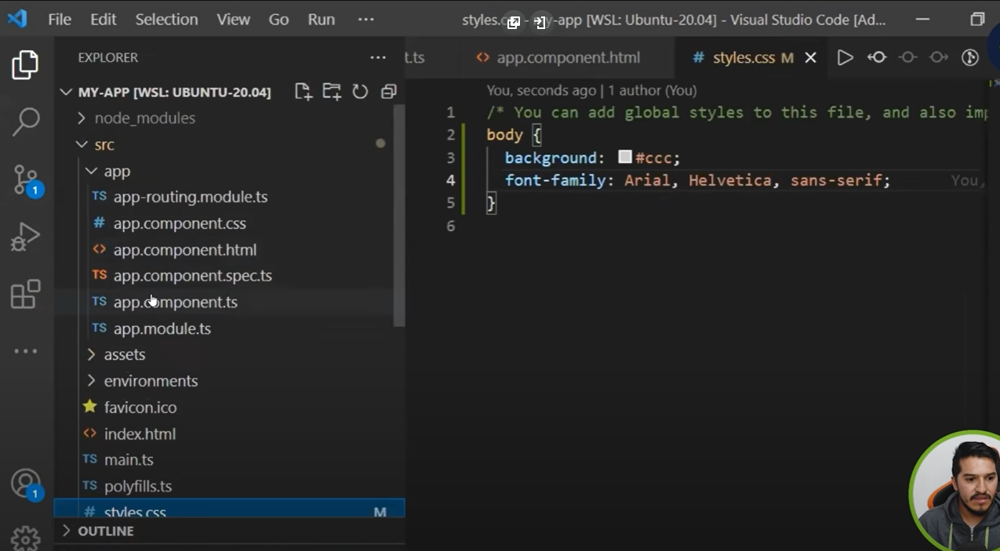 File Edit Selection View Go Run ··· styles.c - y-app [WSL: Ubuntu-20.04] - Visual Studio Code [Ad...
EXPLORER ··· t.ts <> app.component.html # styles.css M
MY-APP [WSL: UBUNTU-20.04]
node_modules
src
app
TS app-routing.module.ts
# app.component.css
<> app.component.html
TS app.component.spec.ts
TS app.component.ts
TS app.module.ts
assets
environments
favicon.ico
<> index.html
TS main.ts
TS polyfills.ts
# styles.css M
OUTLINE
1
1
You, seconds ago | 1 author (You)
1 /* You can add global styles to this file, and also imp
2 body {
3 background: #ccc;
4 font-family: Arial, Helvetica, sans-serif; You,
5 }
6